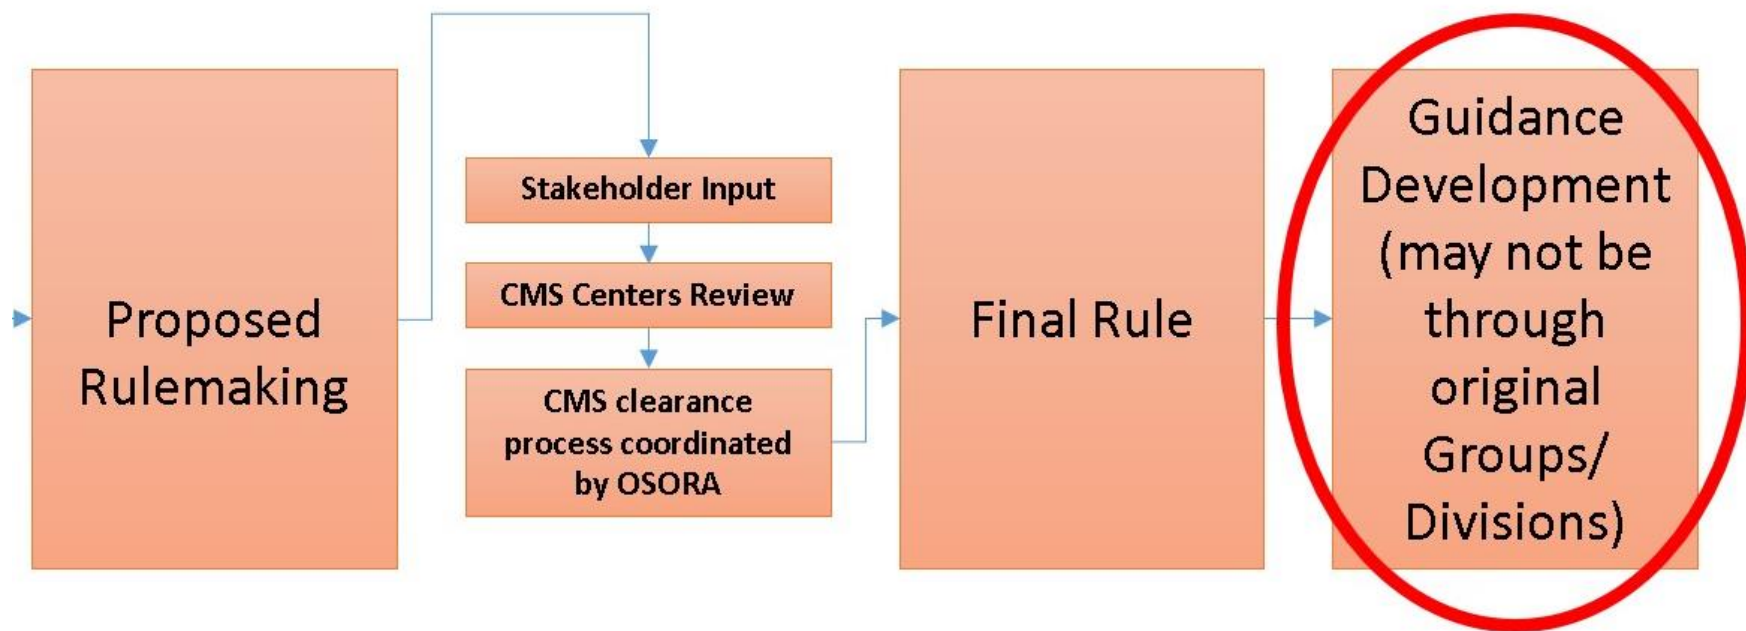 Proposed
Rulemaking
Stakeholder Input
CMS Centers Review
CMS clearance
process coordinated
by OSORA
Final Rule
Guidance
Development
(may not be
through
original
Groups/
Divisions)